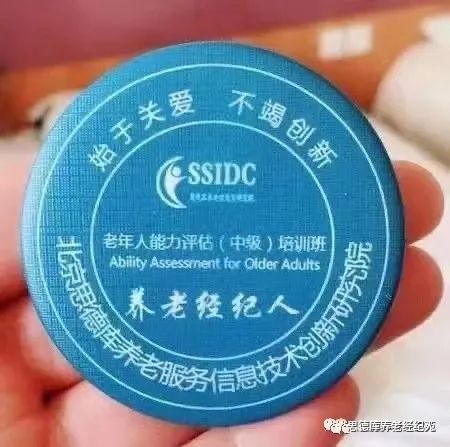 始于关爱 不竭创新
SSIDC
老年人能力评估（中级）培训班
Ability Assessment for Older Adults
养老经纪人
北京思德库养老服务信息技术创新研究院
思德库养老经纪苑